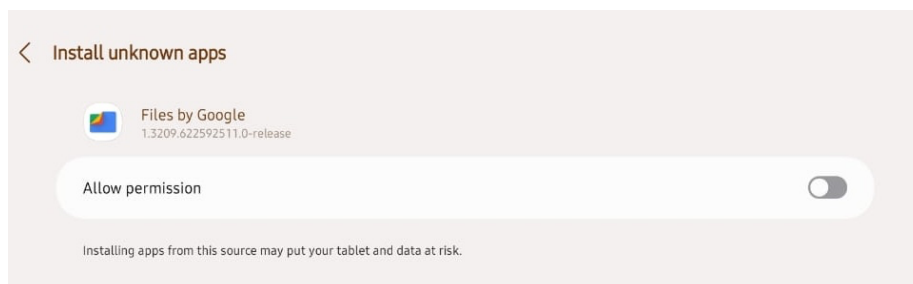 Install unknown apps
Files by Google
1.3209.622592511.0-release
Allow permission
Installing apps from this source may put your tablet and data at risk.